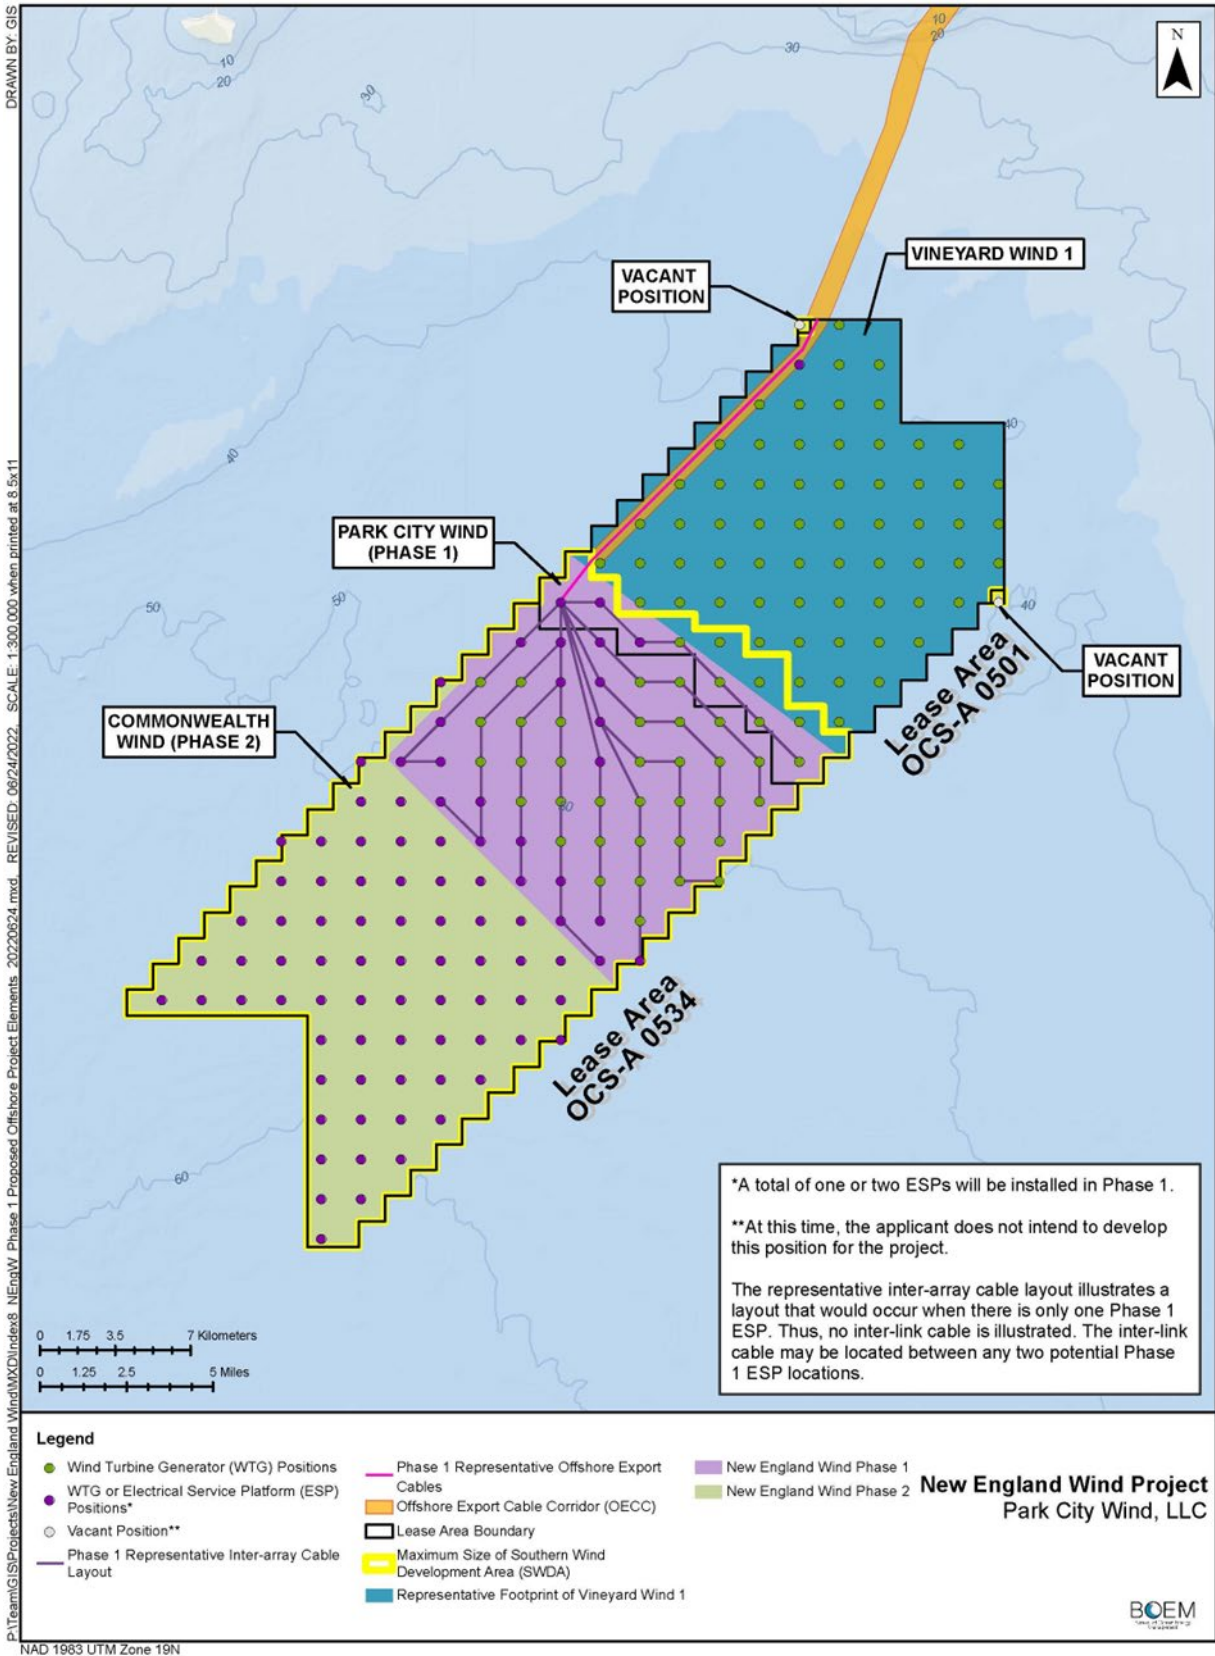 DRAWN BY: GIS
P:\Team\GIS\Projects\New England Wind\MXD\Index8 NEngW Phase 1 Proposed Offshore Project Elements 20220624.mxd, REVISED: 06/24/2022, SCALE: 1:300,000 when printed at 8.5x11
N
10
20
30
10
20
30
VINEYARD WIND 1
VACANT
POSITION
40
40
PARK CITY WIND
(PHASE 1)
50
50
40
VACANT
POSITION
Lease Area
OCS-A 0501
COMMONWEALTH
WIND (PHASE 2)
Lease Area
OCS-A 0534
60
*A total of one or two ESPs will be installed in Phase 1.
**At this time, the applicant does not intend to develop
this position for the project.
The representative inter-array cable layout illustrates a
layout that would occur when there is only one Phase 1
ESP. Thus, no inter-link cable is illustrated. The inter-link
cable may be located between any two potential Phase
1 ESP locations.
0 1.75 3.5 7 Kilometers
0 1.25 2.5 5 Miles
Legend
Wind Turbine Generator (WTG) Positions
WTG or Electrical Service Platform (ESP)
Positions*
Vacant Position**
Phase 1 Representative Inter-array Cable
Layout
Phase 1 Representative Offshore Export
Cables
Offshore Export Cable Corridor (OECC)
Lease Area Boundary
Maximum Size of Southern Wind
Development Area (SWDA)
Representative Footprint of Vineyard Wind 1
New England Wind Phase 1
New England Wind Phase 2
New England Wind Project
Park City Wind, LLC
BOEM
NAD 1983 UTM Zone 19N